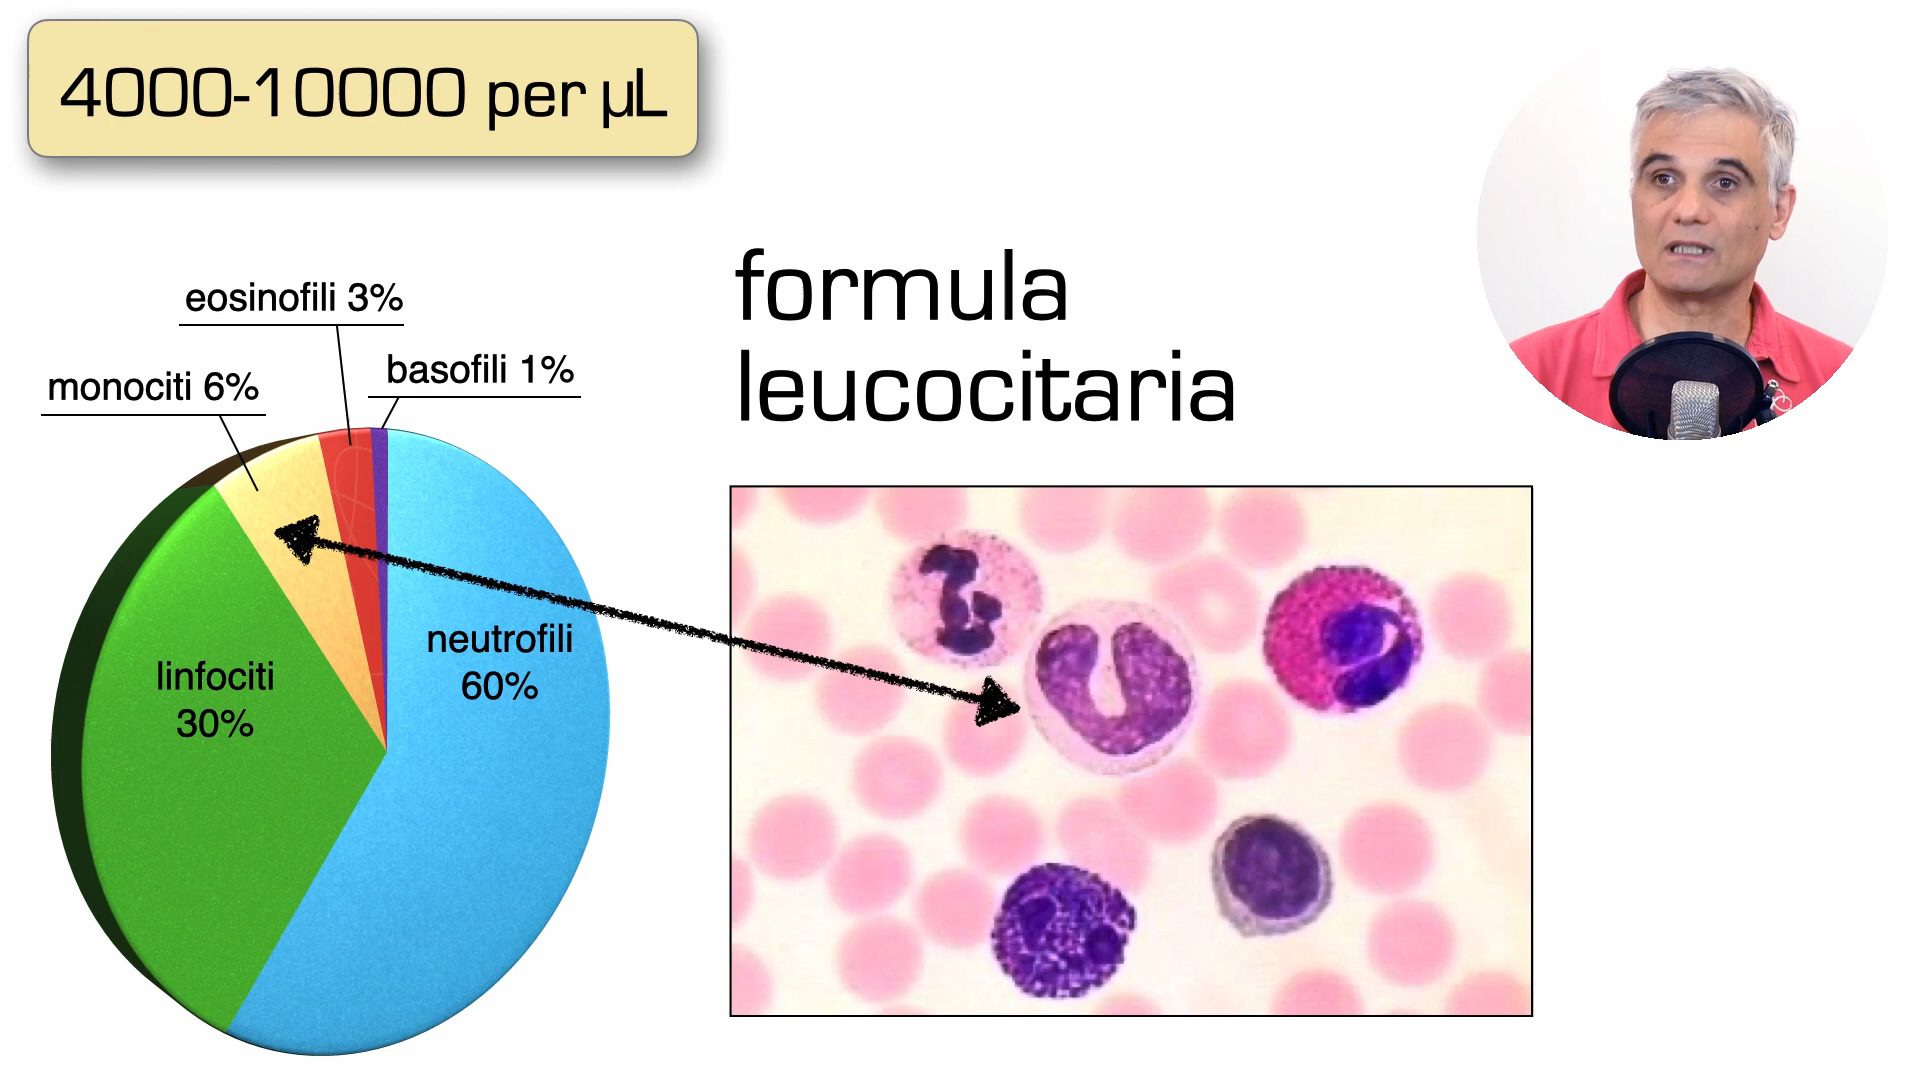 4000-10000 per µL
formula
leucocitaria
eosinofili 3%
basofili 1%
monociti 6%
neutrofili
60%
linfociti
30%